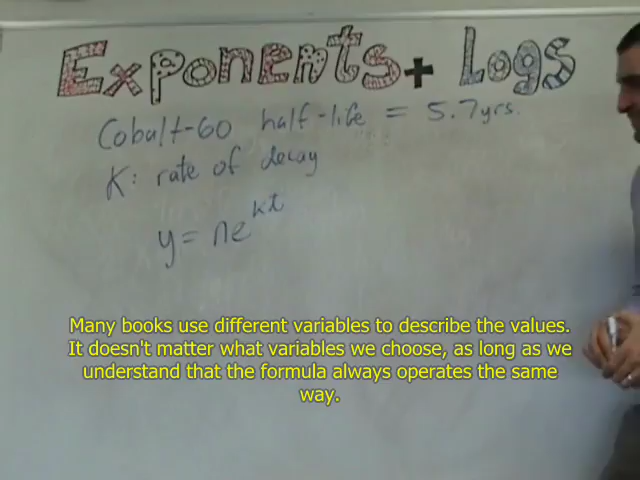 Exponents + Logs
Cobalt-60 half-life = 5.7yrs.
K: rate of decay
y = ne^kt
Many books use different variables to describe the values.
It doesn't matter what variables we choose, as long as we
understand that the formula always operates the same
way.